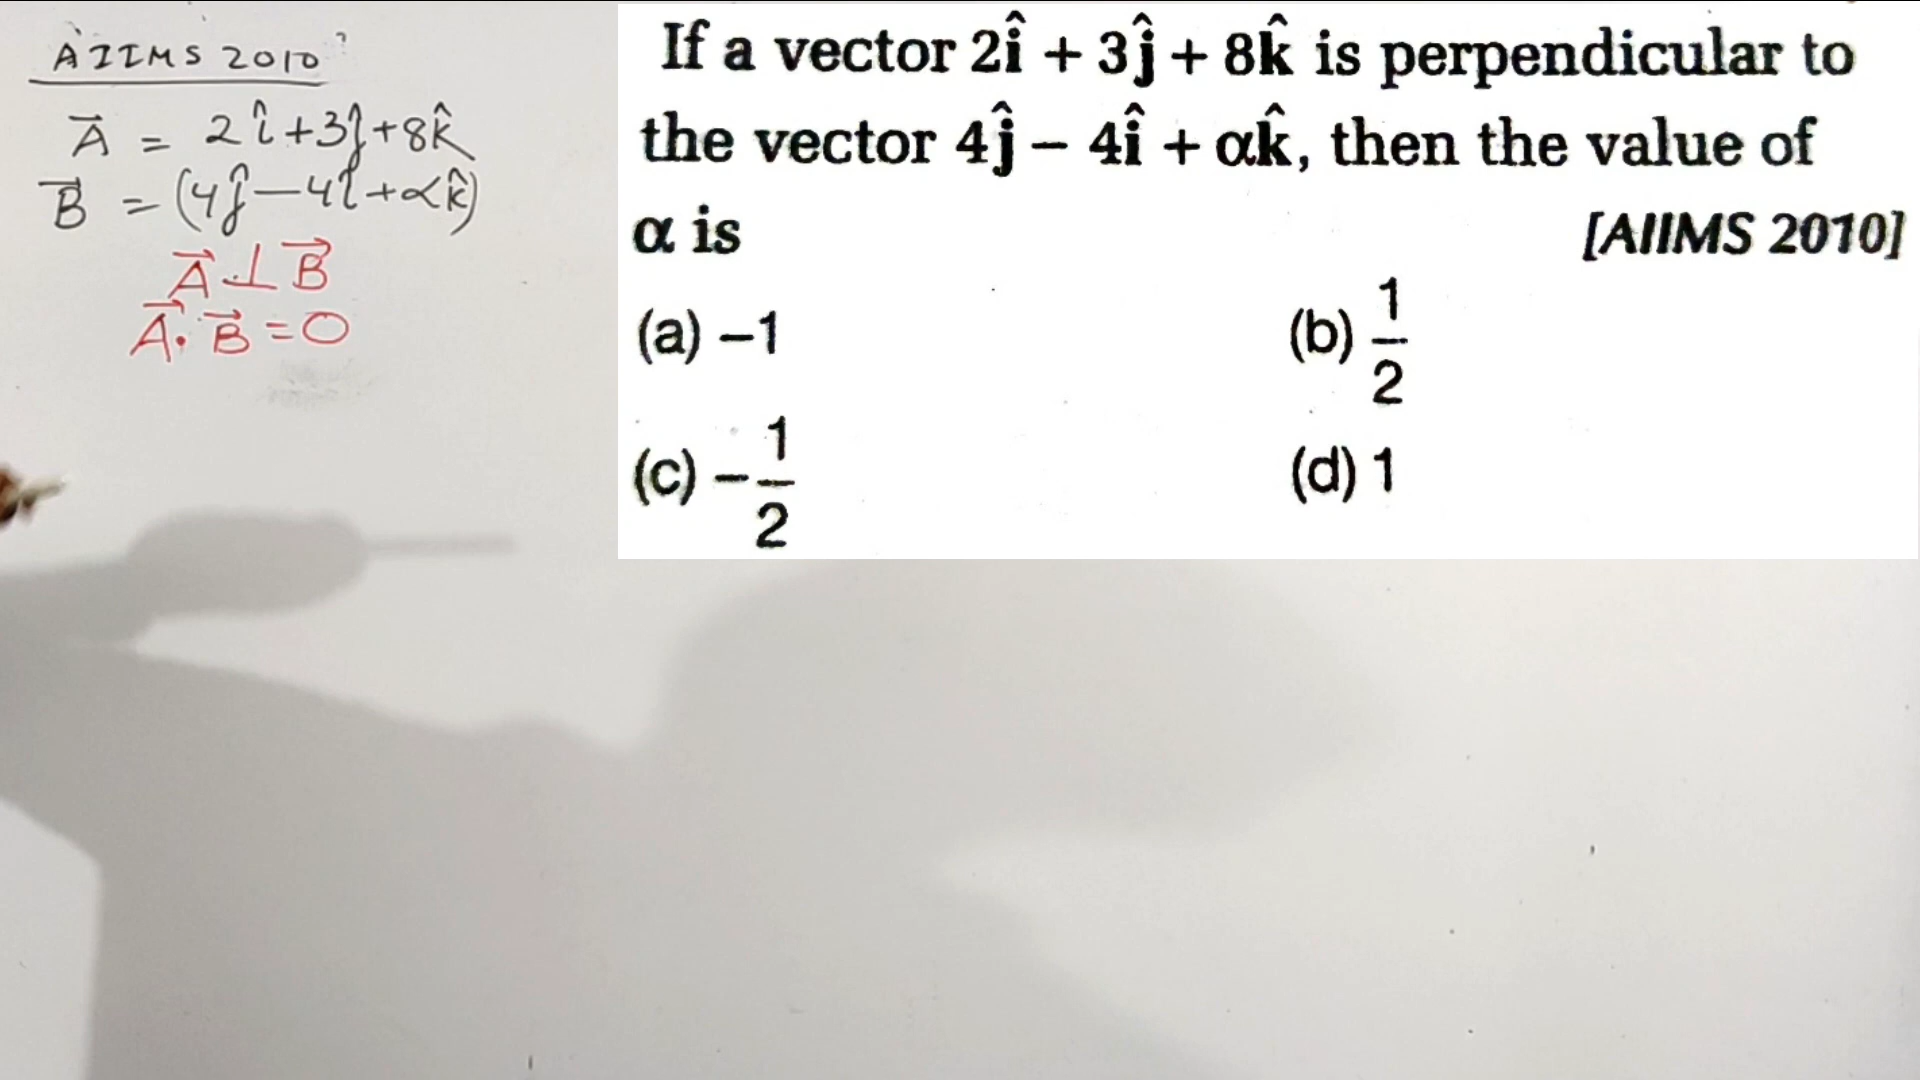 AIIMS 2010
A⃗ = 2î+3ĵ+8k̂
B⃗ = (4ĵ−4î+αk̂)
A⃗ ⊥ B⃗
A⃗ · B⃗ = 0
If a vector 2î + 3ĵ + 8k̂ is perpendicular to
the vector 4ĵ − 4î + αk̂, then the value of
α is [AIIMS 2010]
(a) −1 (b) 1/2
(c) −1/2 (d) 1